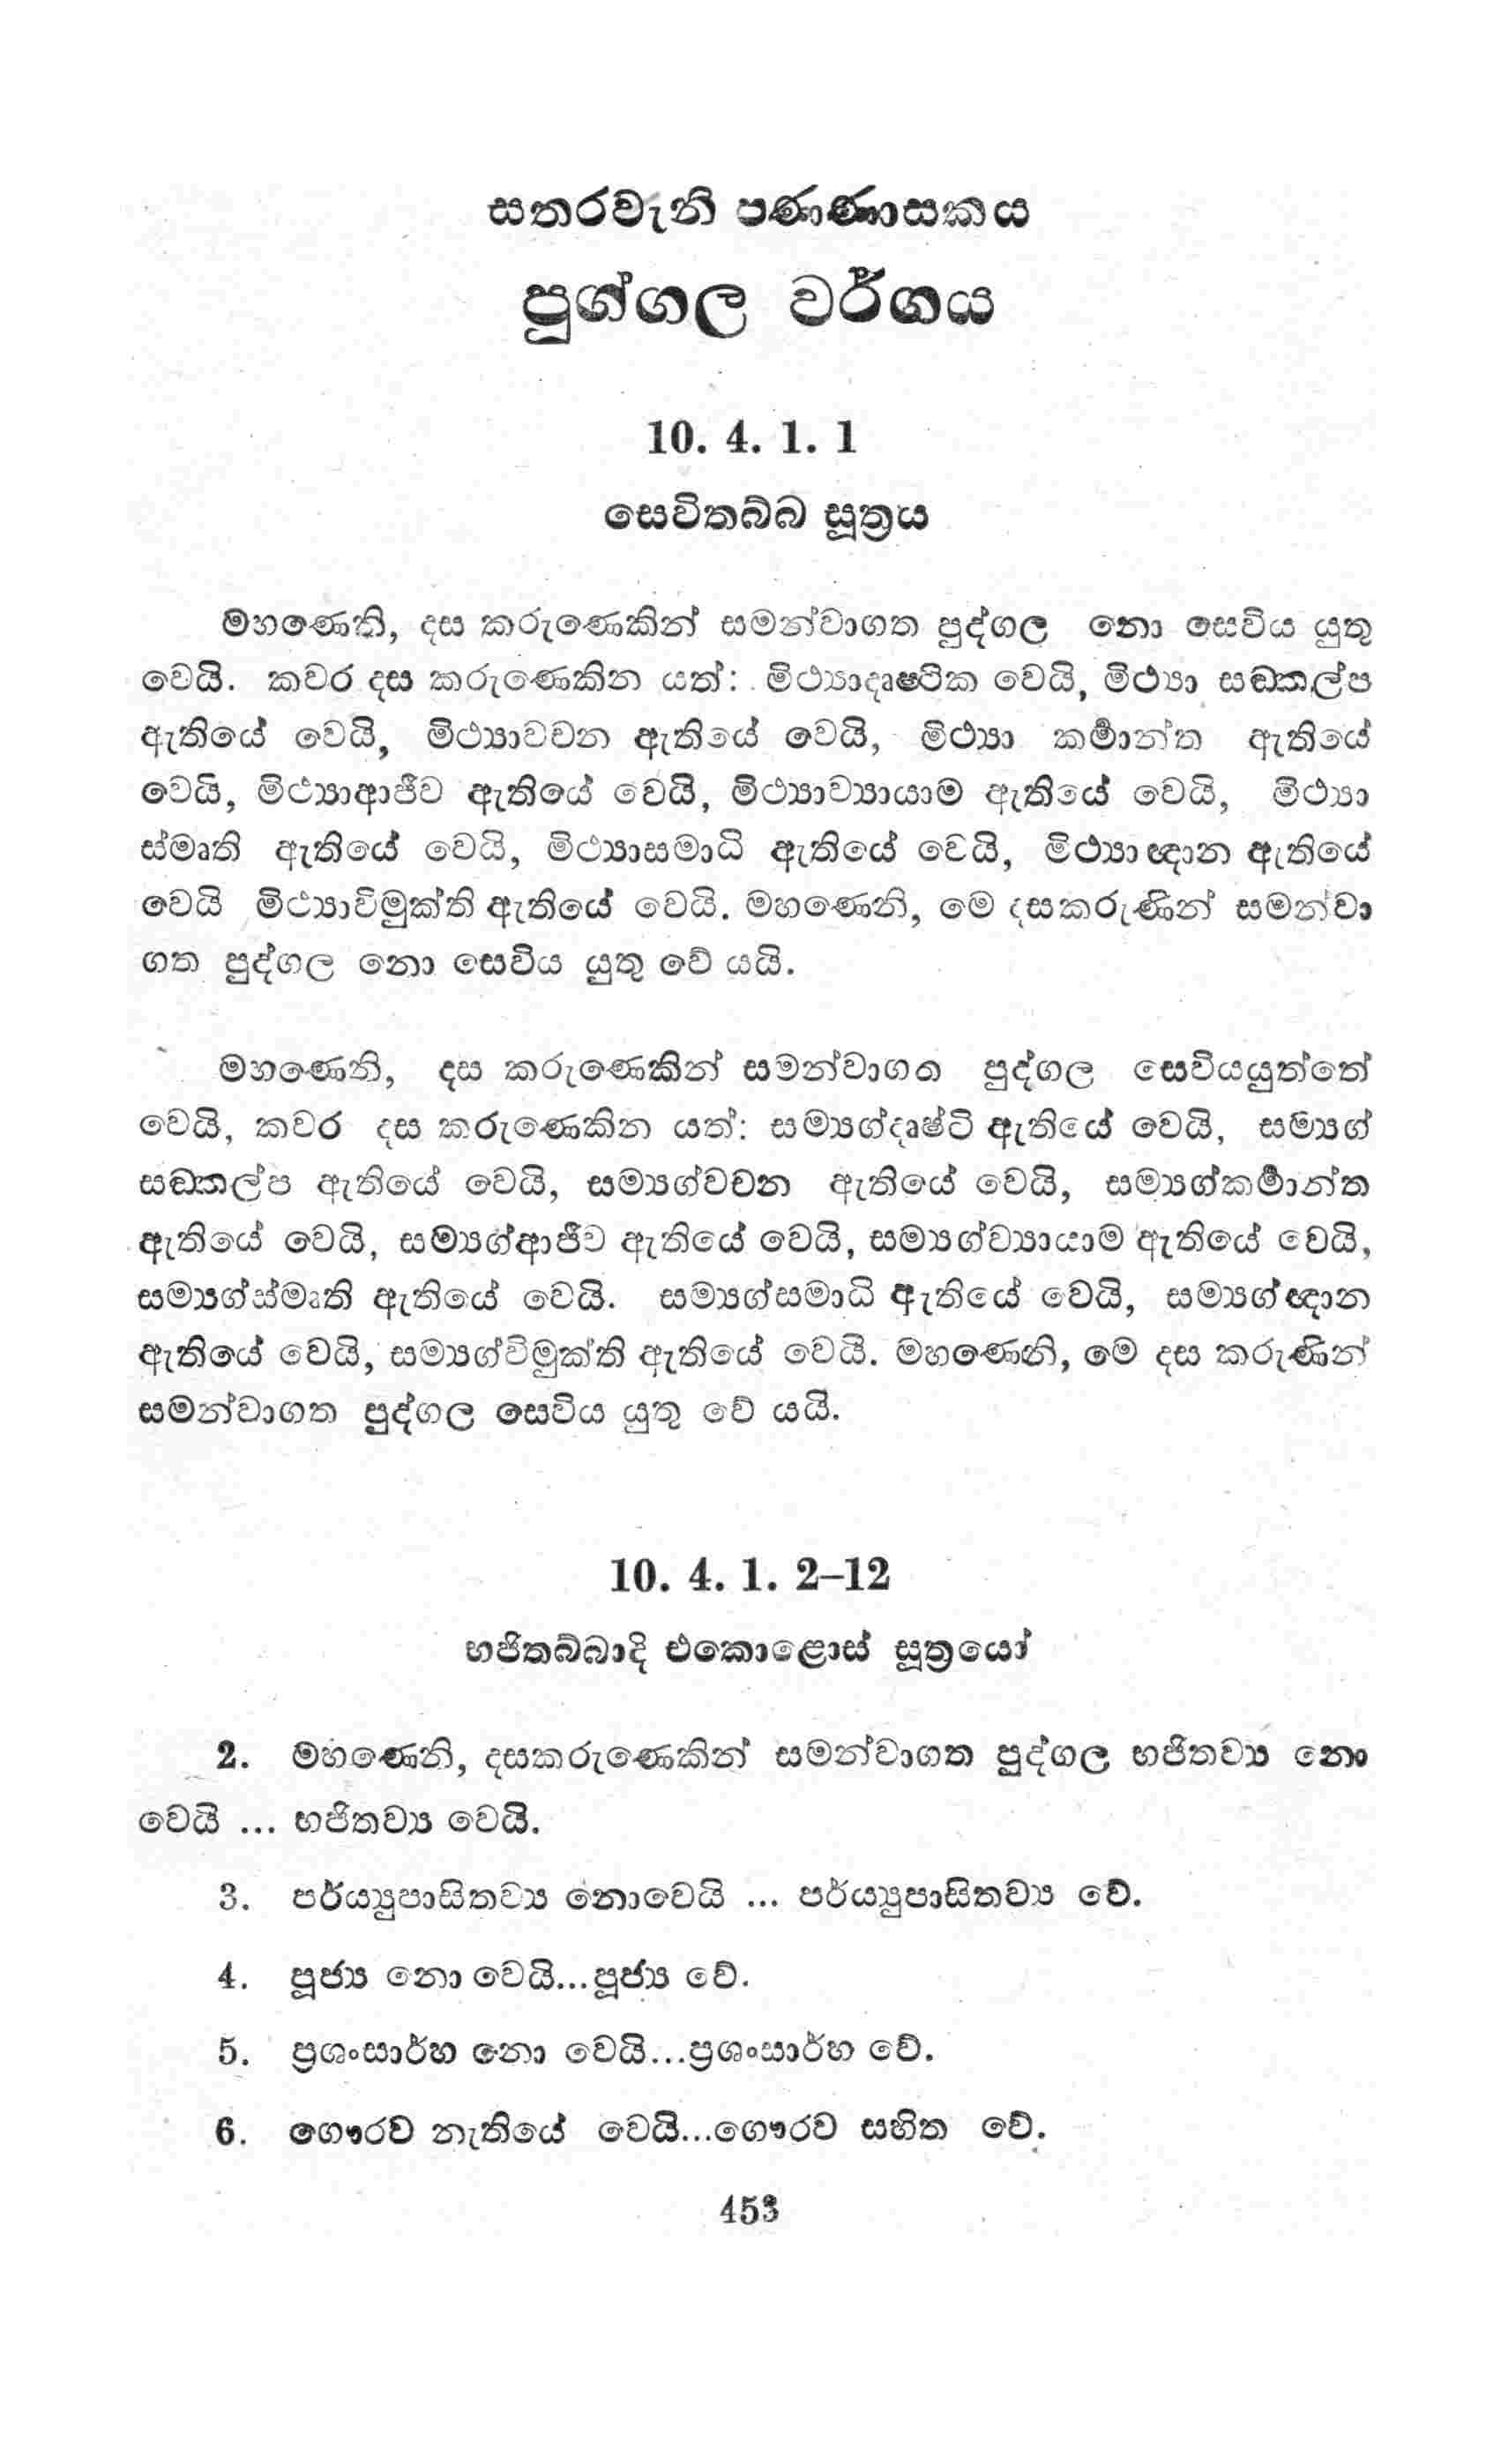 සතරවැනි පණ්ණාසකය
පුග්ගල වර්ගය
10. 4. 1. 1
සෙවිතබ්බ සූත්‍රය
මහණෙනි, දස කරුණෙකින් සමන්වාගත පුද්ගල නො සෙවිය යුතු
වෙයි. කවර දස කරුණෙකින යත්: මිථ්‍යාදෘෂ්ටික වෙයි, මිථ්‍යා සඞ්කල්ප
ඇතියේ වෙයි, මිථ්‍යාවචන ඇතියේ වෙයි, මිථ්‍යා කර්‍මාන්ත ඇතියේ
වෙයි, මිථ්‍යාආජීව ඇතියේ වෙයි, මිථ්‍යාව්‍යායාම ඇතියේ වෙයි, මිථ්‍යා
ස්මෘති ඇතියේ වෙයි, මිථ්‍යාසමාධි ඇතියේ වෙයි, මිථ්‍යා ඥාන ඇතියේ
වෙයි මිථ්‍යාවිමුක්ති ඇතියේ වෙයි. මහණෙනි, මෙ දසකරුණින් සමන්වා
ගත පුද්ගල නො සෙවිය යුතු වේ යයි.
මහණෙනි, දස කරුණෙකින් සමන්වාගත පුද්ගල සෙවියයුත්තේ
වෙයි, කවර දස කරුණෙකින යත්: සම්‍යග්දෘෂ්ටි ඇතියේ වෙයි, සම්‍යග්
සඞ්කල්ප ඇතියේ වෙයි, සම්‍යග්වචන ඇතියේ වෙයි, සම්‍යග්කර්‍මාන්ත
ඇතියේ වෙයි, සම්‍යග්ආජීව ඇතියේ වෙයි, සම්‍යග්ව්‍යායාම ඇතියේ වෙයි,
සම්‍යග්ස්මෘති ඇතියේ වෙයි. සම්‍යග්සමාධි ඇතියේ වෙයි, සම්‍යග්ඥාන
ඇතියේ වෙයි, සම්‍යග්විමුක්ති ඇතියේ වෙයි. මහණෙනි, මෙ දස කරුණින්
සමන්වාගත පුද්ගල සෙවිය යුතු වේ යයි.
10. 4. 1. 2–12
භජිතබ්බාදි එකොළොස් සූත්‍රයෝ
2. මහණෙනි, දසකරුණෙකින් සමන්වාගත පුද්ගල භජිතව්‍ය නො
වෙයි ... භජිතව්‍ය වෙයි.
3. පර්ය්‍යුපාසිතව්‍ය නොවෙයි ... පර්ය්‍යුපාසිතව්‍ය වේ.
4. පූජ්‍ය නො වෙයි...පූජ්‍ය වේ.
5. ප්‍රශංසාර්හ නො වෙයි...ප්‍රශංසාර්හ වේ.
6. ගෞරව නැතියේ වෙයි...ගෞරව සහිත වේ.
453